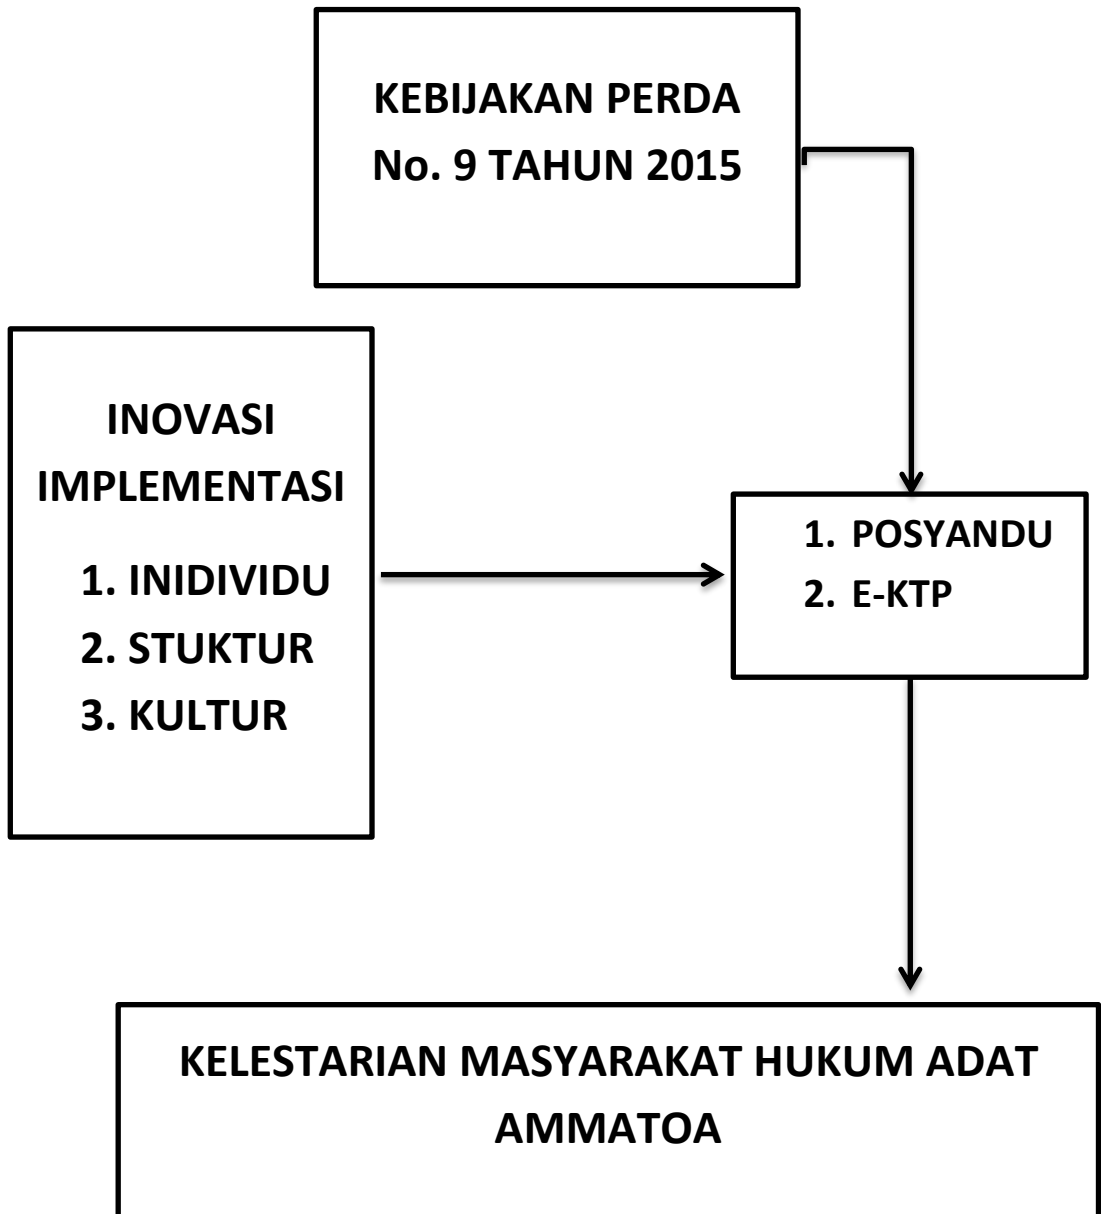 KEBIJAKAN PERDA
No. 9 TAHUN 2015
INOVASI
IMPLEMENTASI
1. INIDIVIDU
2. STUKTUR
3. KULTUR
1. POSYANDU
2. E-KTP
KELESTARIAN MASYARAKAT HUKUM ADAT
AMMATOA